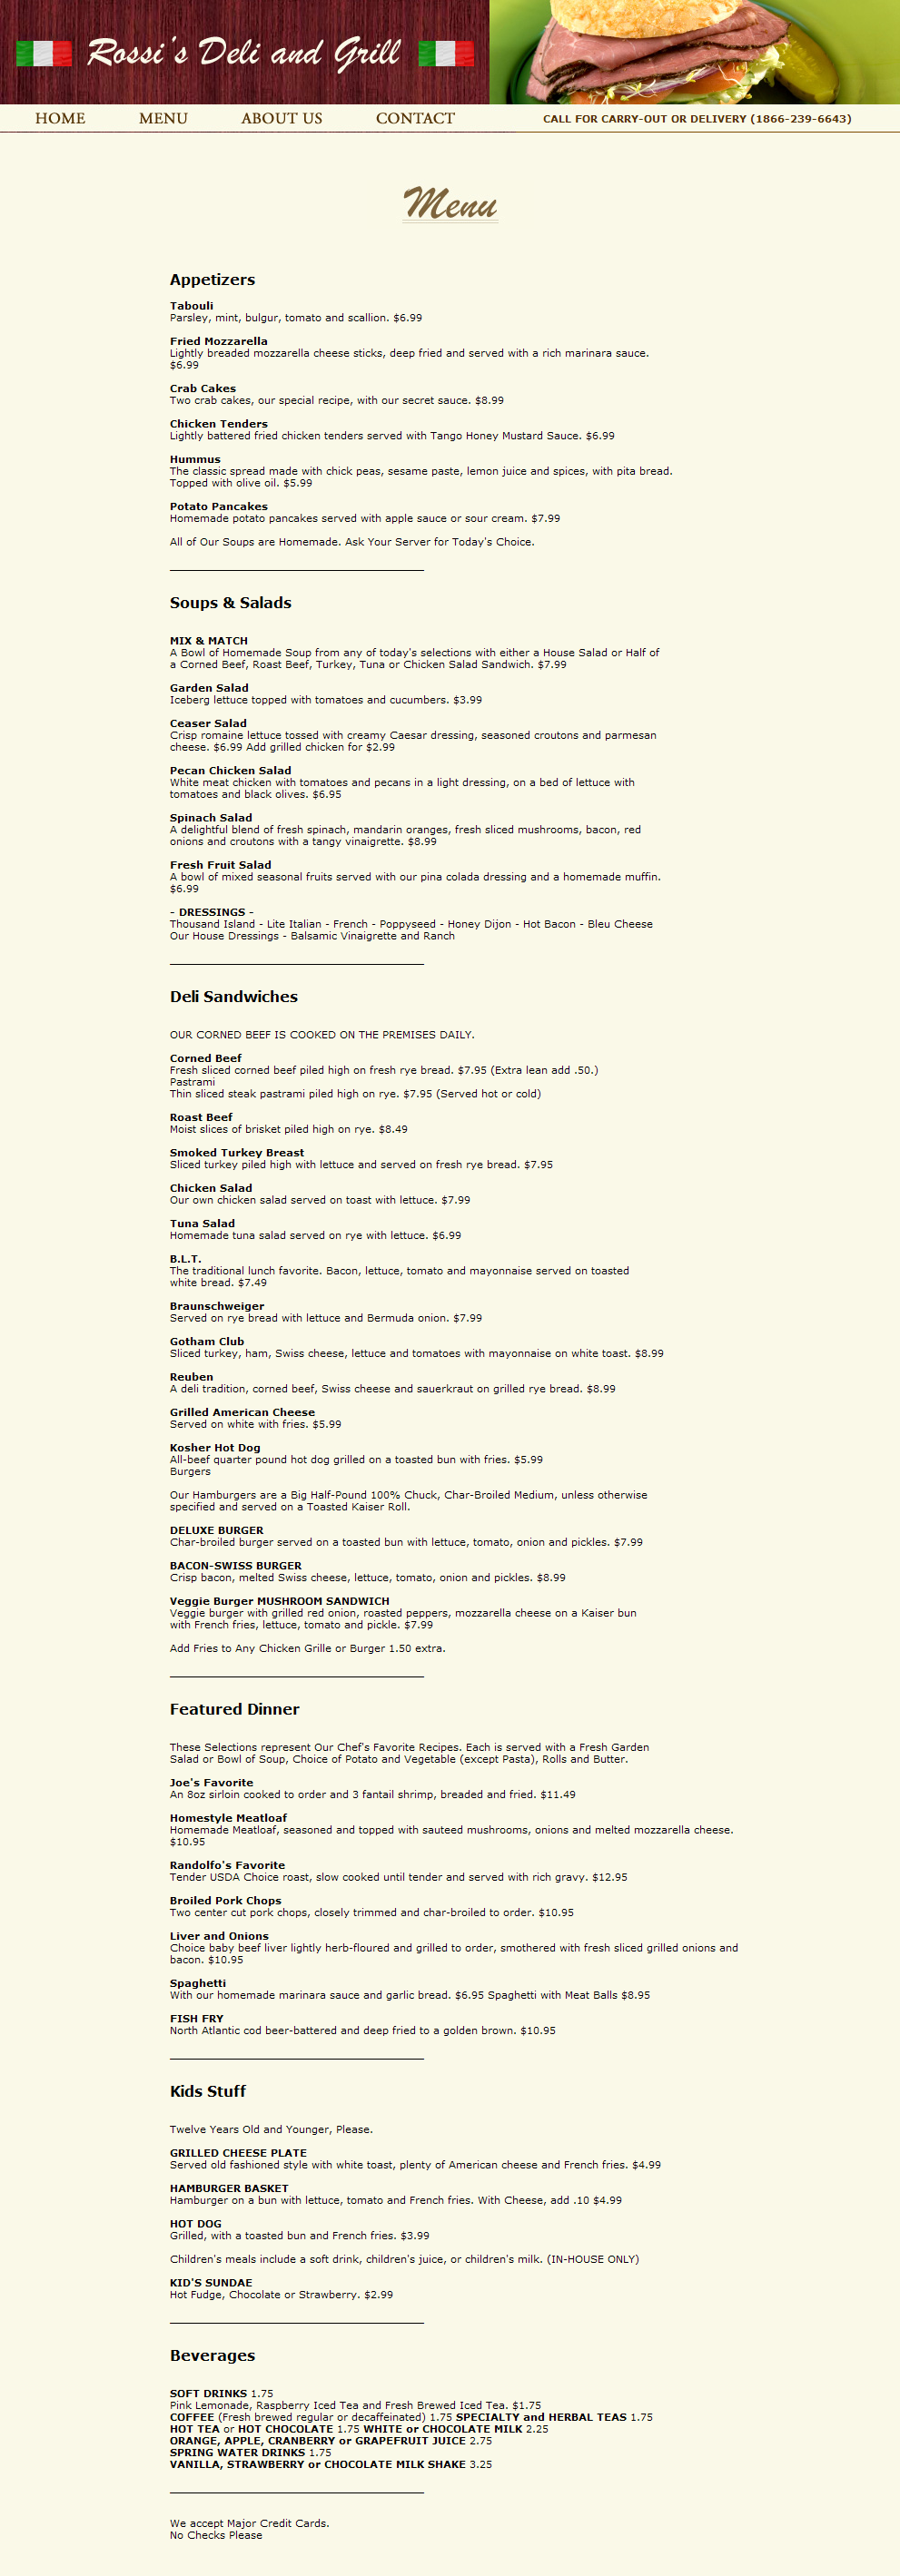 Rossi's Deli and Grill
HOME MENU ABOUT US CONTACT CALL FOR CARRY-OUT OR DELIVERY (1866-239-6643)
Menu
Appetizers
Tabouli
Parsley, mint, bulgur, tomato and scallion. $6.99
Fried Mozzarella
Lightly breaded mozzarella cheese sticks, deep fried and served with a rich marinara sauce.
$6.99
Crab Cakes
Two crab cakes, our special recipe, with our secret sauce. $8.99
Chicken Tenders
Lightly battered fried chicken tenders served with Tango Honey Mustard Sauce. $6.99
Hummus
The classic spread made with chick peas, sesame paste, lemon juice and spices, with pita bread.
Topped with olive oil. $5.99
Potato Pancakes
Homemade potato pancakes served with apple sauce or sour cream. $7.99
All of Our Soups are Homemade. Ask Your Server for Today's Choice.
Soups & Salads
MIX & MATCH
A Bowl of Homemade Soup from any of today's selections with either a House Salad or Half of
a Corned Beef, Roast Beef, Turkey, Tuna or Chicken Salad Sandwich. $7.99
Garden Salad
Iceberg lettuce topped with tomatoes and cucumbers. $3.99
Ceaser Salad
Crisp romaine lettuce tossed with creamy Caesar dressing, seasoned croutons and parmesan
cheese. $6.99 Add grilled chicken for $2.99
Pecan Chicken Salad
White meat chicken with tomatoes and pecans in a light dressing, on a bed of lettuce with
tomatoes and black olives. $6.95
Spinach Salad
A delightful blend of fresh spinach, mandarin oranges, fresh sliced mushrooms, bacon, red
onions and croutons with a tangy vinaigrette. $8.99
Fresh Fruit Salad
A bowl of mixed seasonal fruits served with our pina colada dressing and a homemade muffin.
$6.99
- DRESSINGS -
Thousand Island - Lite Italian - French - Poppyseed - Honey Dijon - Hot Bacon - Bleu Cheese
Our House Dressings - Balsamic Vinaigrette and Ranch
Deli Sandwiches
OUR CORNED BEEF IS COOKED ON THE PREMISES DAILY.
Corned Beef
Fresh sliced corned beef piled high on fresh rye bread. $7.95 (Extra lean add .50.)
Pastrami
Thin sliced steak pastrami piled high on rye. $7.95 (Served hot or cold)
Roast Beef
Moist slices of brisket piled high on rye. $8.49
Smoked Turkey Breast
Sliced turkey piled high with lettuce and served on fresh rye bread. $7.95
Chicken Salad
Our own chicken salad served on toast with lettuce. $7.99
Tuna Salad
Homemade tuna salad served on rye with lettuce. $6.99
B.L.T.
The traditional lunch favorite. Bacon, lettuce, tomato and mayonnaise served on toasted
white bread. $7.49
Braunschweiger
Served on rye bread with lettuce and Bermuda onion. $7.99
Gotham Club
Sliced turkey, ham, Swiss cheese, lettuce and tomatoes with mayonnaise on white toast. $8.99
Reuben
A deli tradition, corned beef, Swiss cheese and sauerkraut on grilled rye bread. $8.99
Grilled American Cheese
Served on white with fries. $5.99
Kosher Hot Dog
All-beef quarter pound hot dog grilled on a toasted bun with fries. $5.99
Burgers
Our Hamburgers are a Big Half-Pound 100% Chuck, Char-Broiled Medium, unless otherwise
specified and served on a Toasted Kaiser Roll.
DELUXE BURGER
Char-broiled burger served on a toasted bun with lettuce, tomato, onion and pickles. $7.99
BACON-SWISS BURGER
Crisp bacon, melted Swiss cheese, lettuce, tomato, onion and pickles. $8.99
Veggie Burger MUSHROOM SANDWICH
Veggie burger with grilled red onion, roasted peppers, mozzarella cheese on a Kaiser bun
with French fries, lettuce, tomato and pickle. $7.99
Add Fries to Any Chicken Grille or Burger 1.50 extra.
Featured Dinner
These Selections represent Our Chef's Favorite Recipes. Each is served with a Fresh Garden
Salad or Bowl of Soup, Choice of Potato and Vegetable (except Pasta), Rolls and Butter.
Joe's Favorite
An 8oz sirloin cooked to order and 3 fantail shrimp, breaded and fried. $11.49
Homestyle Meatloaf
Homemade Meatloaf, seasoned and topped with sauteed mushrooms, onions and melted mozzarella cheese.
$10.95
Randolfo's Favorite
Tender USDA Choice roast, slow cooked until tender and served with rich gravy. $12.95
Broiled Pork Chops
Two center cut pork chops, closely trimmed and char-broiled to order. $10.95
Liver and Onions
Choice baby beef liver lightly herb-floured and grilled to order, smothered with fresh sliced grilled onions and
bacon. $10.95
Spaghetti
With our homemade marinara sauce and garlic bread. $6.95 Spaghetti with Meat Balls $8.95
FISH FRY
North Atlantic cod beer-battered and deep fried to a golden brown. $10.95
Kids Stuff
Twelve Years Old and Younger, Please.
GRILLED CHEESE PLATE
Served old fashioned style with white toast, plenty of American cheese and French fries. $4.99
HAMBURGER BASKET
Hamburger on a bun with lettuce, tomato and French fries. With Cheese, add .10 $4.99
HOT DOG
Grilled, with a toasted bun and French fries. $3.99
Children's meals include a soft drink, children's juice, or children's milk. (IN-HOUSE ONLY)
KID'S SUNDAE
Hot Fudge, Chocolate or Strawberry. $2.99
Beverages
SOFT DRINKS 1.75
Pink Lemonade, Raspberry Iced Tea and Fresh Brewed Iced Tea. $1.75
COFFEE (Fresh brewed regular or decaffeinated) 1.75 SPECIALTY and HERBAL TEAS 1.75
HOT TEA or HOT CHOCOLATE 1.75 WHITE or CHOCOLATE MILK 2.25
ORANGE, APPLE, CRANBERRY or GRAPEFRUIT JUICE 2.75
SPRING WATER DRINKS 1.75
VANILLA, STRAWBERRY or CHOCOLATE MILK SHAKE 3.25
We accept Major Credit Cards.
No Checks Please